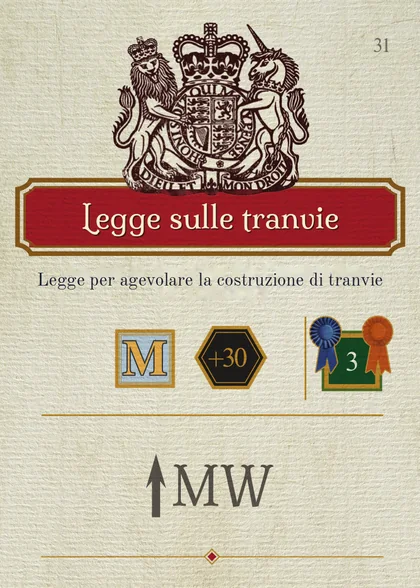 31
DIEU ET MON DROIT
Legge sulle tranvie
Legge per agevolare la costruzione di tranvie
M +30 3
MW